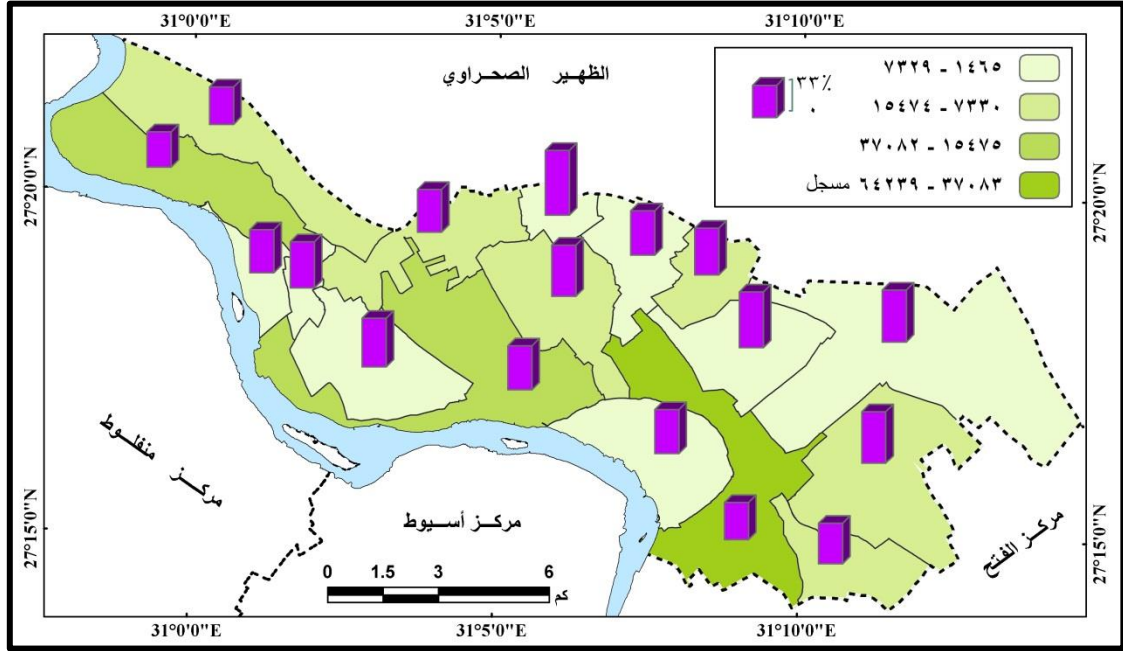 31°0'0"E 31°5'0"E 31°10'0"E
الظهير الصحراوي
١٤٦٥ - ٧٣٢٩
٧٣٣٠ - ١٥٤٧٤
١٥٤٧٥ - ٣٧٠٨٢
٣٧٠٨٣ - ٦٤٢٣٩ مسجل
٣٣٪
٠
27°20'0"N
27°20'0"N
مركز منفلوط
مركز أسيوط
مركز الفتح
27°15'0"N
27°15'0"N
0 1.5 3 6
كم
31°0'0"E 31°5'0"E 31°10'0"E